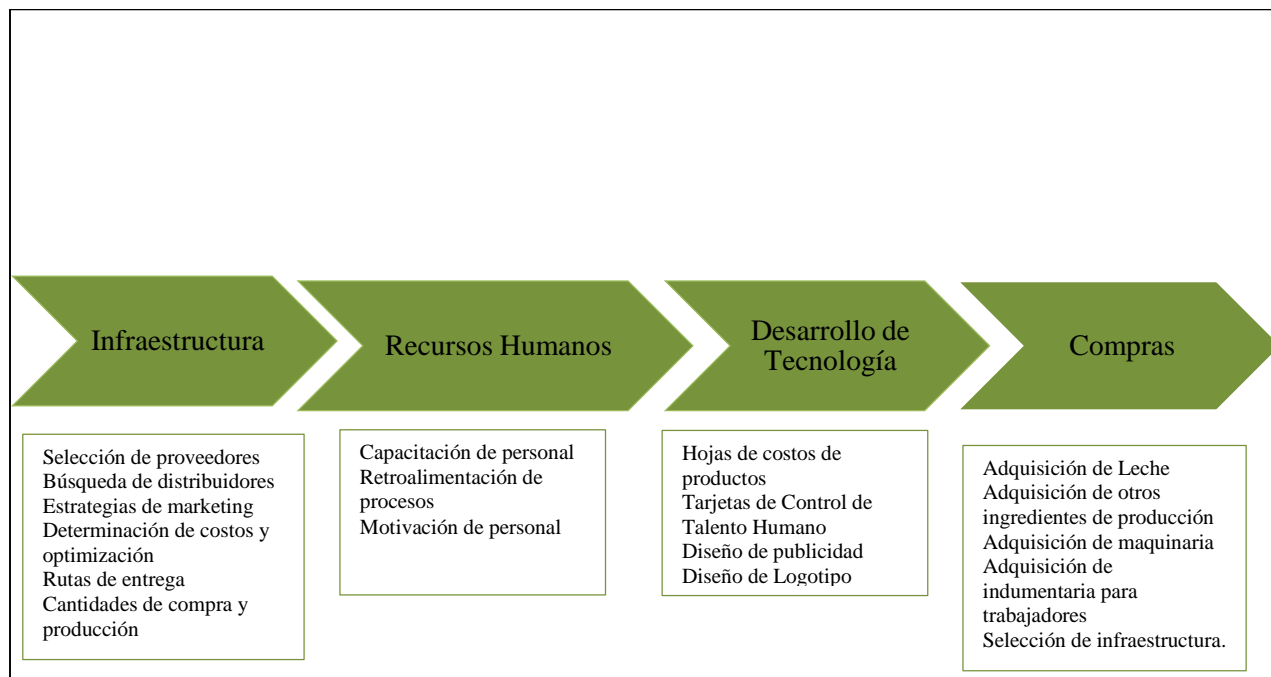 Infraestructura
Recursos Humanos
Desarrollo de
Tecnología
Compras
Selección de proveedores
Búsqueda de distribuidores
Estrategias de marketing
Determinación de costos y
optimización
Rutas de entrega
Cantidades de compra y
producción
Capacitación de personal
Retroalimentación de
procesos
Motivación de personal
Hojas de costos de
productos
Tarjetas de Control de
Talento Humano
Diseño de publicidad
Diseño de Logotipo
Adquisición de Leche
Adquisición de otros
ingredientes de producción
Adquisición de maquinaria
Adquisición de
indumentaria para
trabajadores
Selección de infraestructura.